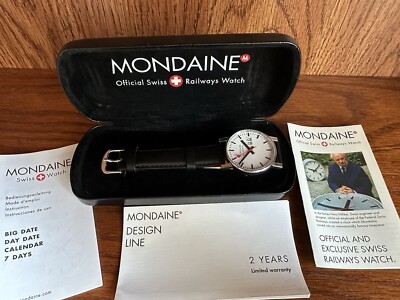 MONDAINE
Official Swiss Railways Watch
MONDAINE®
Swiss Watch
Bedienungsanleitung
Mode d'emploi
Instruction
Istruzione
Instrucciones de uso
BIG DATE
DAY DATE
CALENDAR
7 DAYS
mondaine.com
MONDAINE®
DESIGN
LINE
2 YEARS
Limited warranty
MONDAINE®
Official Swiss Railways Watch
OFFICIAL AND
EXCLUSIVE SWISS
RAILWAYS WATCH.